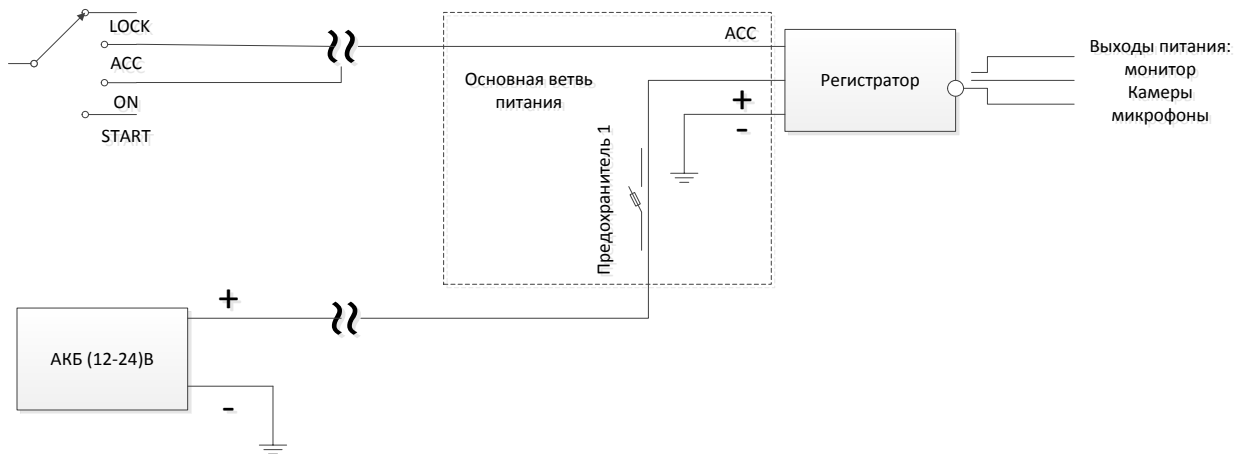 LOCK
ACC
ON
START
ACC
Основная ветвь
питания
+
-
Предохранитель 1
Регистратор
Выходы питания:
монитор
Камеры
микрофоны
АКБ (12-24)В
+
-